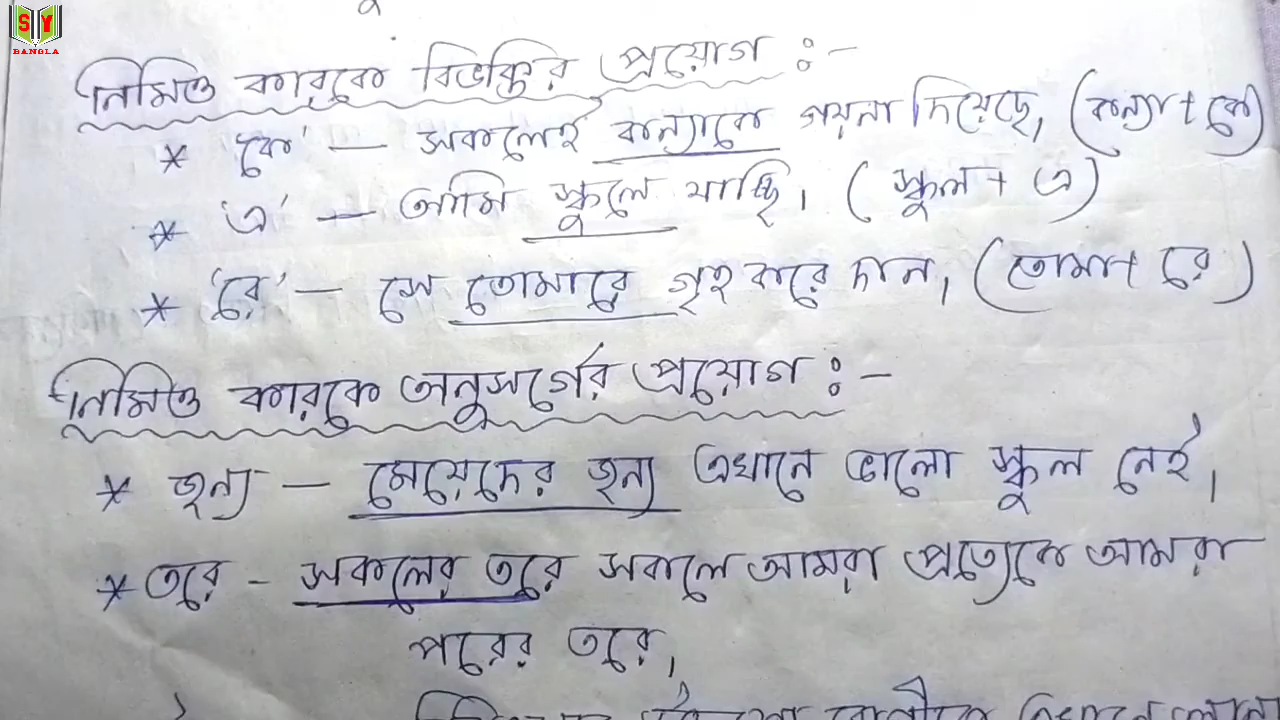 SY
BANGLA
নিমিত্ত কারকে বিভক্তির প্রয়োগ :-
* 'কে' — সকলেই কন্যাকে গয়না দিয়েছে, (কন্যা + কে)
* 'এ' — আমি স্কুলে যাচ্ছি। ( স্কুল + এ)
* 'রে' — সে তোমারে গৃহ করে দান, (তোমা + রে)
নিমিত্ত কারকে অনুসর্গের প্রয়োগ :-
* জন্য — মেয়েদের জন্য এখানে ভালো স্কুল নেই।
* তরে - সকলের তরে সকলে আমরা প্রত্যেকে আমরা
পরের তরে,